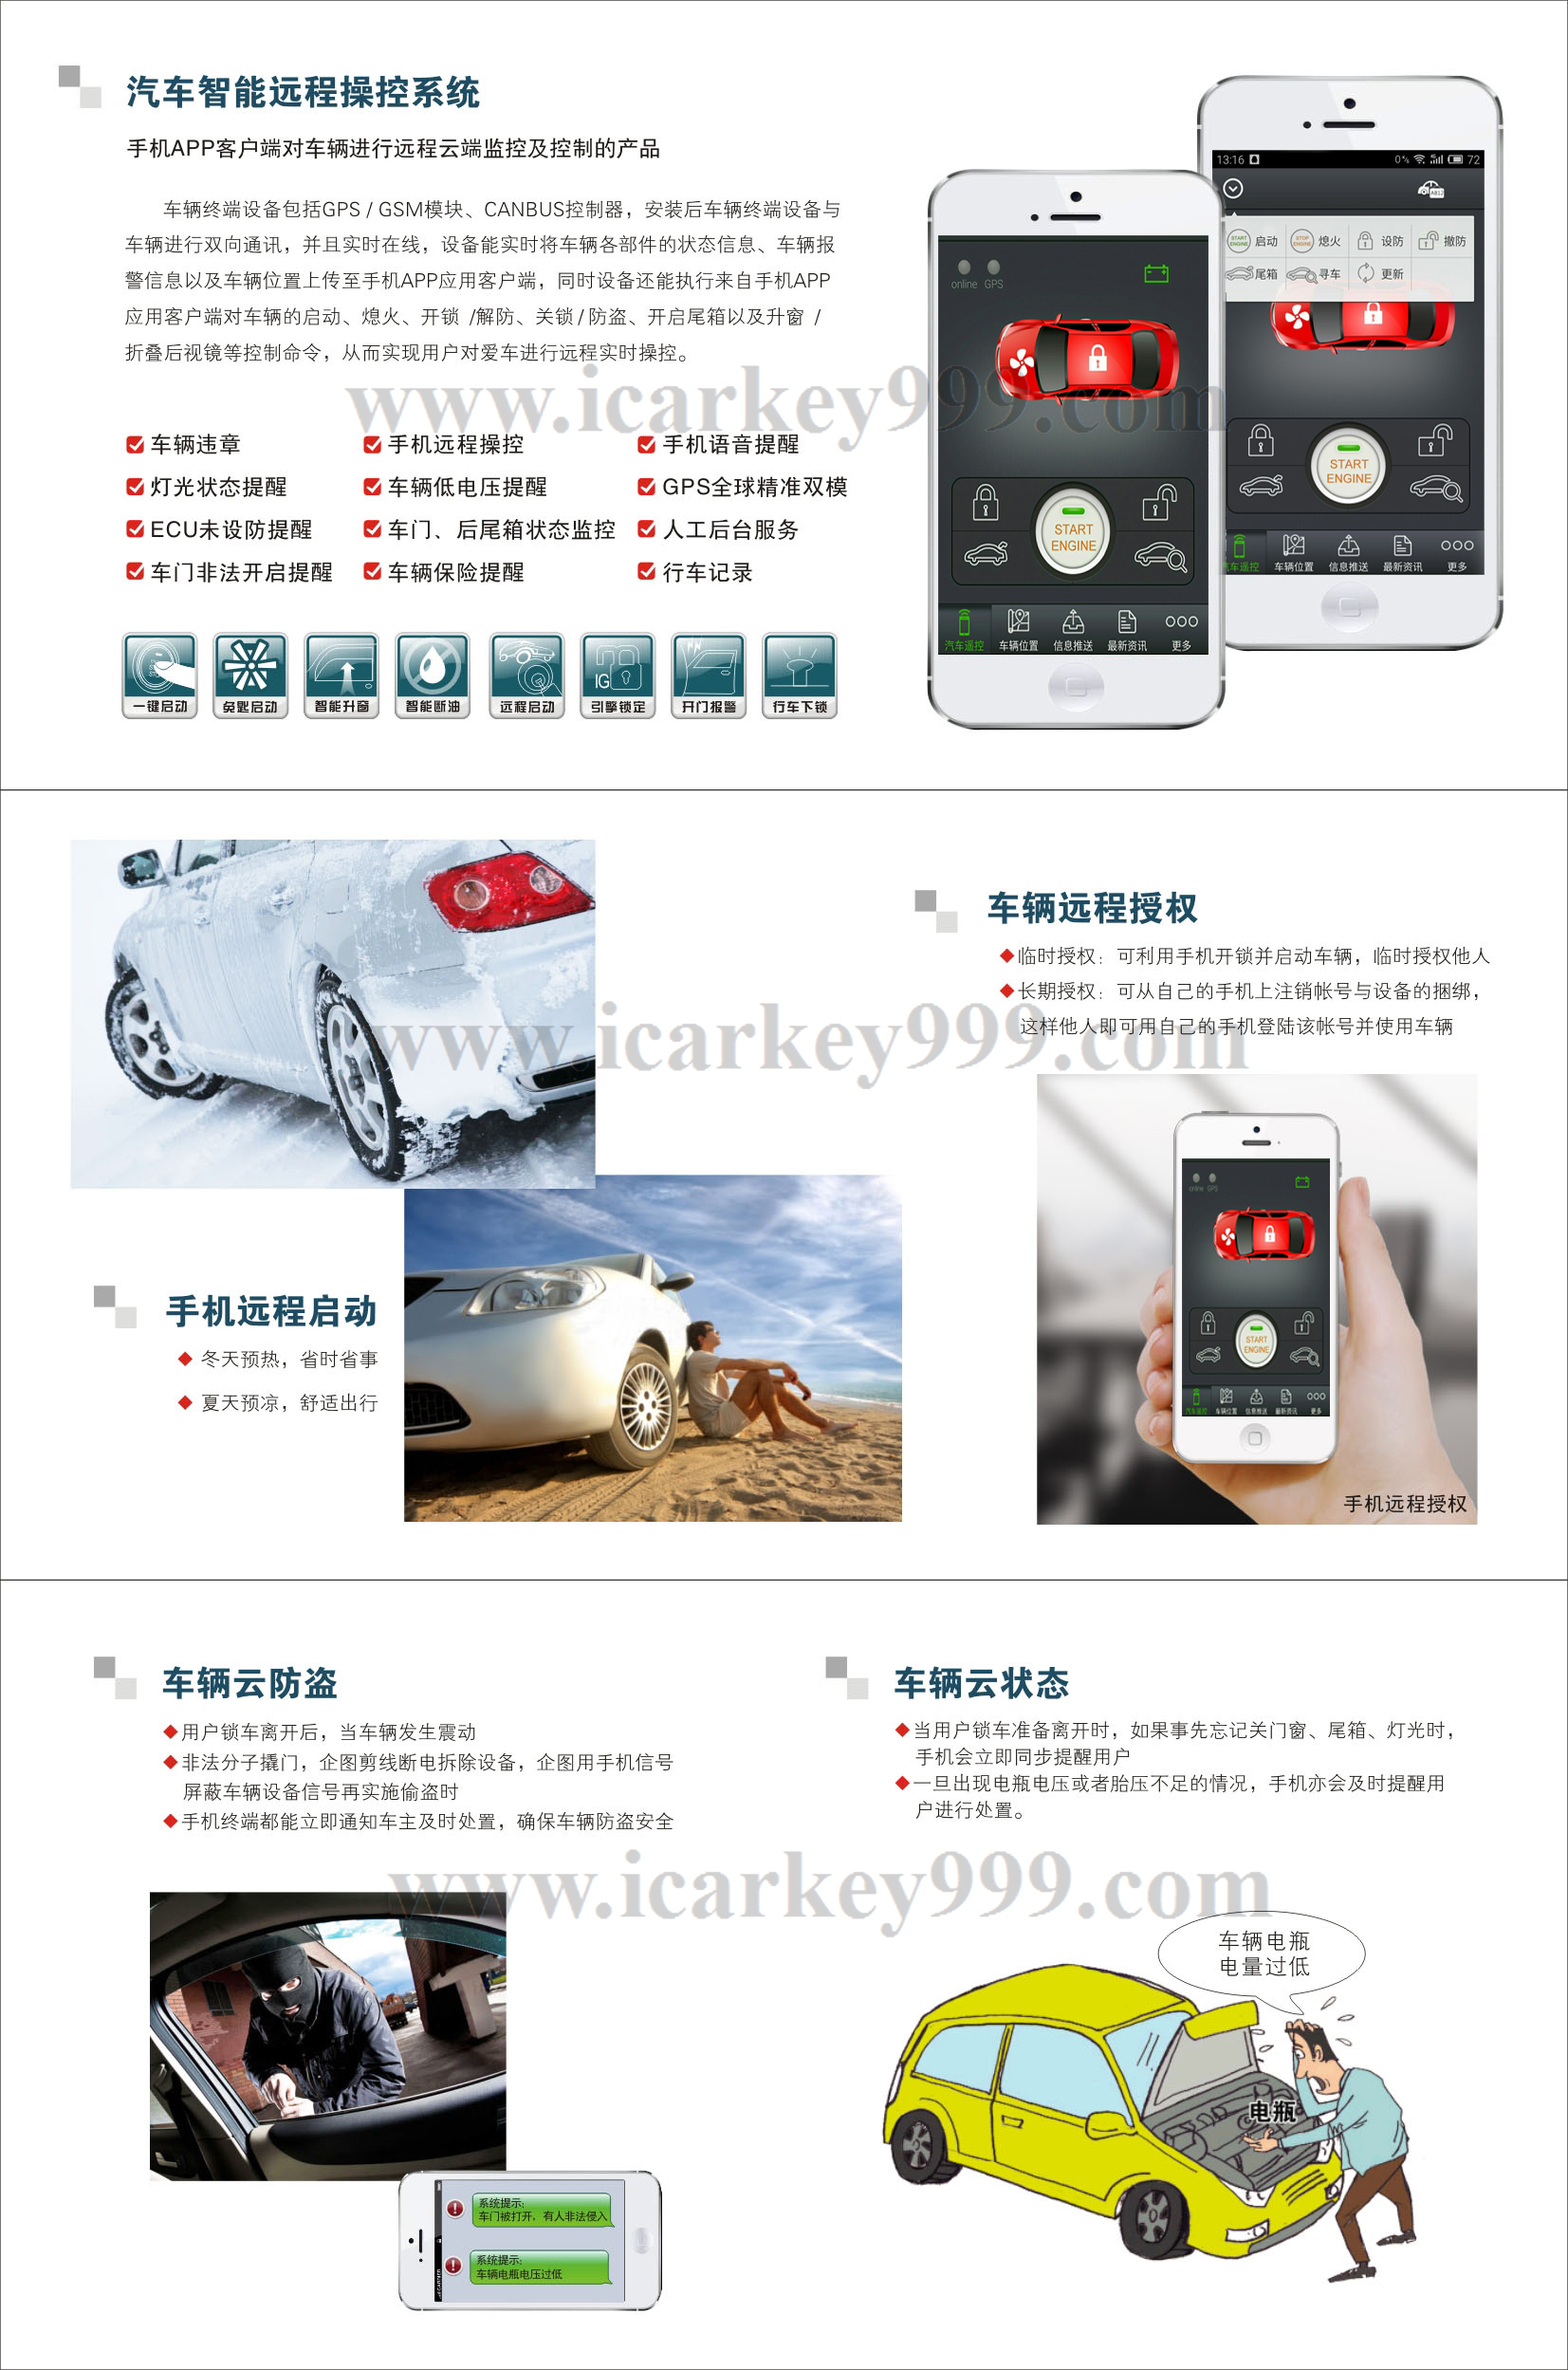 汽车智能远程操控系统
手机APP客户端对车辆进行远程云端监控及控制的产品
车辆终端设备包括GPS / GSM模块、CANBUS控制器，安装后车辆终端设备与
车辆进行双向通讯，并且实时在线，设备能实时将车辆各部件的状态信息、车辆报
警信息以及车辆位置上传至手机APP应用客户端，同时设备还能执行来自手机APP
应用客户端对车辆的启动、熄火、开锁 /解防、关锁 / 防盗、开启尾箱以及升窗 /
折叠后视镜等控制命令，从而实现用户对爱车进行远程实时操控。
www.icarkey999.com
车辆违章 手机远程操控 手机语音提醒
灯光状态提醒 车辆低电压提醒 GPS全球精准双模
ECU未设防提醒 车门、后尾箱状态监控 人工后台服务
车门非法开启提醒 车辆保险提醒 行车记录
一键启动 免匙启动 智能升窗 智能断油 远程启动 IG 引擎锁定 开门报警 行车下锁
online GPS
START
ENGINE
汽车遥控 车辆位置 信息推送 最新资讯 更多
13:16 0% 72
启动 熄火 设防 撤防
尾箱 寻车 更新
START
ENGINE
汽车遥控 车辆位置 信息推送 最新资讯 更多
车辆远程授权
临时授权：可利用手机开锁并启动车辆，临时授权他人
长期授权：可从自己的手机上注销帐号与设备的捆绑，
这样他人即可用自己的手机登陆该帐号并使用车辆
www.icarkey999.com
手机远程启动
冬天预热，省时省事
夏天预凉，舒适出行
online GPS
START
ENGINE
汽车遥控 车辆位置 信息推送 最新资讯 更多
手机远程授权
车辆云防盗
用户锁车离开后，当车辆发生震动
非法分子撬门，企图剪线断电拆除设备，企图用手机信号
屏蔽车辆设备信号再实施偷盗时
手机终端都能立即通知车主及时处置，确保车辆防盗安全
车辆云状态
当用户锁车准备离开时，如果事先忘记关门窗、尾箱、灯光时，
手机会立即同步提醒用户
一旦出现电瓶电压或者胎压不足的情况，手机亦会及时提醒用
户进行处置。
www.icarkey999.com
车辆电瓶
电量过低
电瓶
系统提示:
车门被打开，有人非法侵入
系统提示:
车辆电瓶电压过低